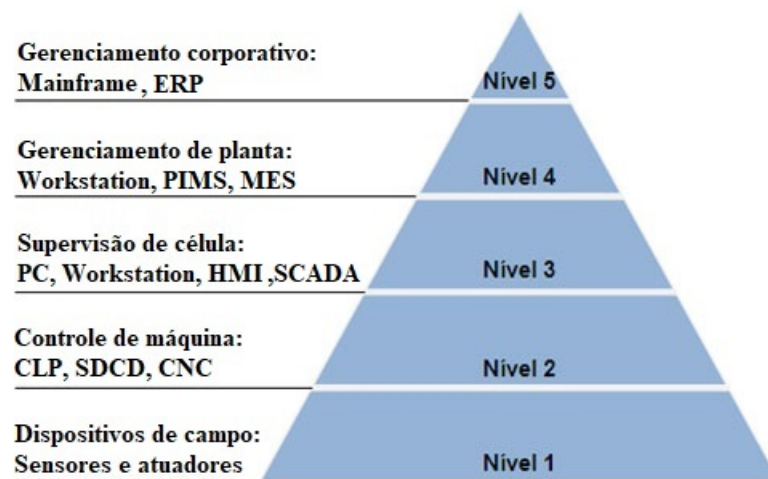 Gerenciamento corporativo:
Mainframe, ERP
Nível 5
Gerenciamento de planta:
Workstation, PIMS, MES
Nível 4
Supervisão de célula:
PC, Workstation, HMI ,SCADA
Nível 3
Controle de máquina:
CLP, SDCD, CNC
Nível 2
Dispositivos de campo:
Sensores e atuadores
Nível 1